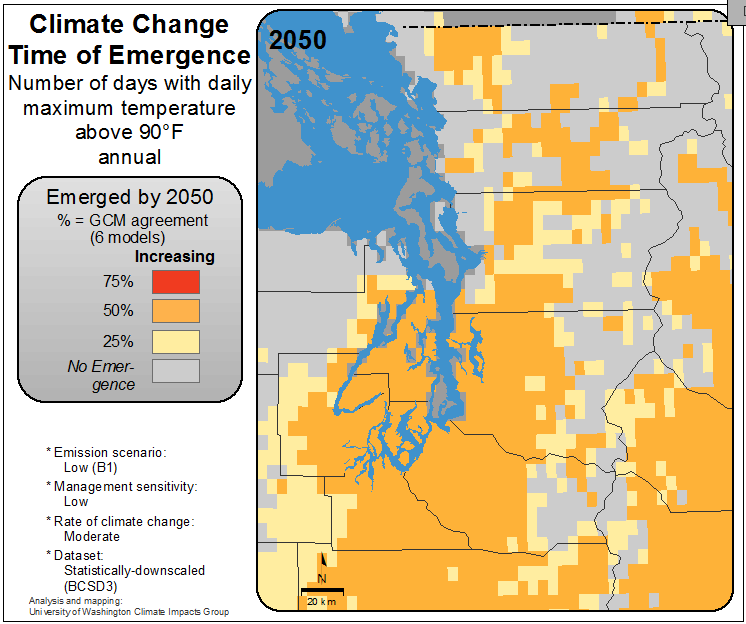 Climate Change
Time of Emergence
Number of days with daily
maximum temperature
above 90°F
annual
Emerged by 2050
% = GCM agreement
(6 models)
Increasing
75%
50%
25%
No Emer-
gence
* Emission scenario:
Low (B1)
* Management sensitivity:
Low
* Rate of climate change:
Moderate
* Dataset:
Statistically-downscaled
(BCSD3)
Analysis and mapping:
University of Washington Climate Impacts Group
2050
N
20 km